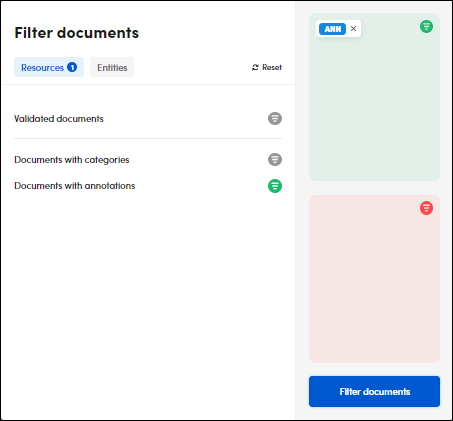 Filter documents
Resources 1
Entities
Reset
Validated documents
Documents with categories
Documents with annotations
ANN
Filter documents